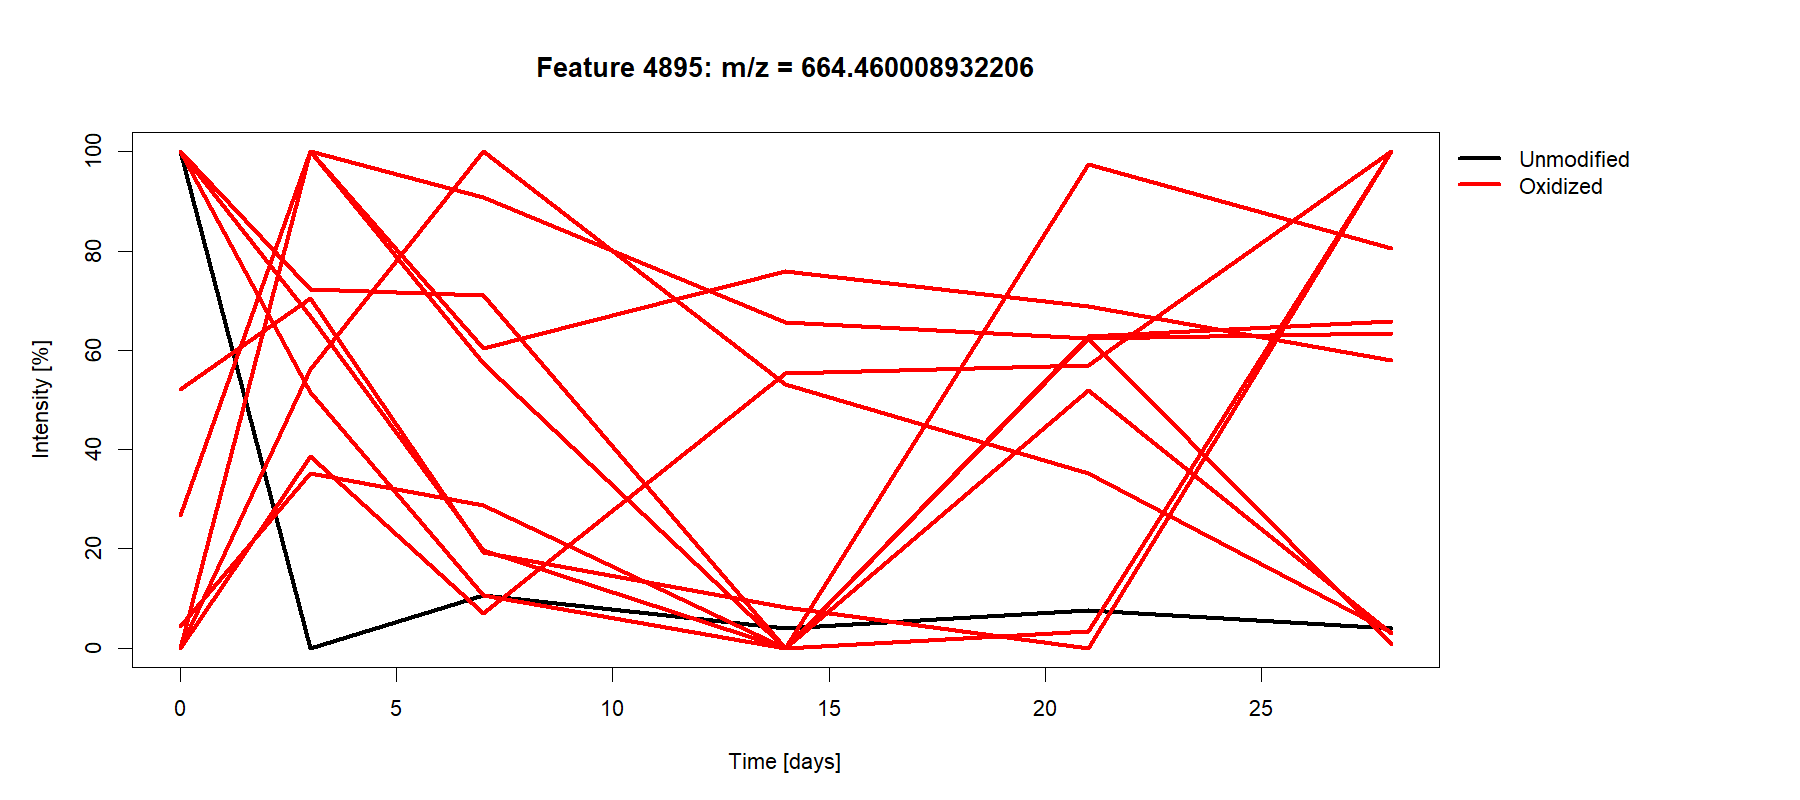 Feature 4895: m/z = 664.460008932206
Unmodified
Oxidized
Intensity [%]
100
80
60
40
20
0
0 5 10 15 20 25
Time [days]